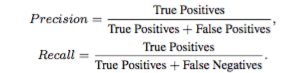 Precision = True Positives / True Positives + False Positives,
Recall = True Positives / True Positives + False Negatives.